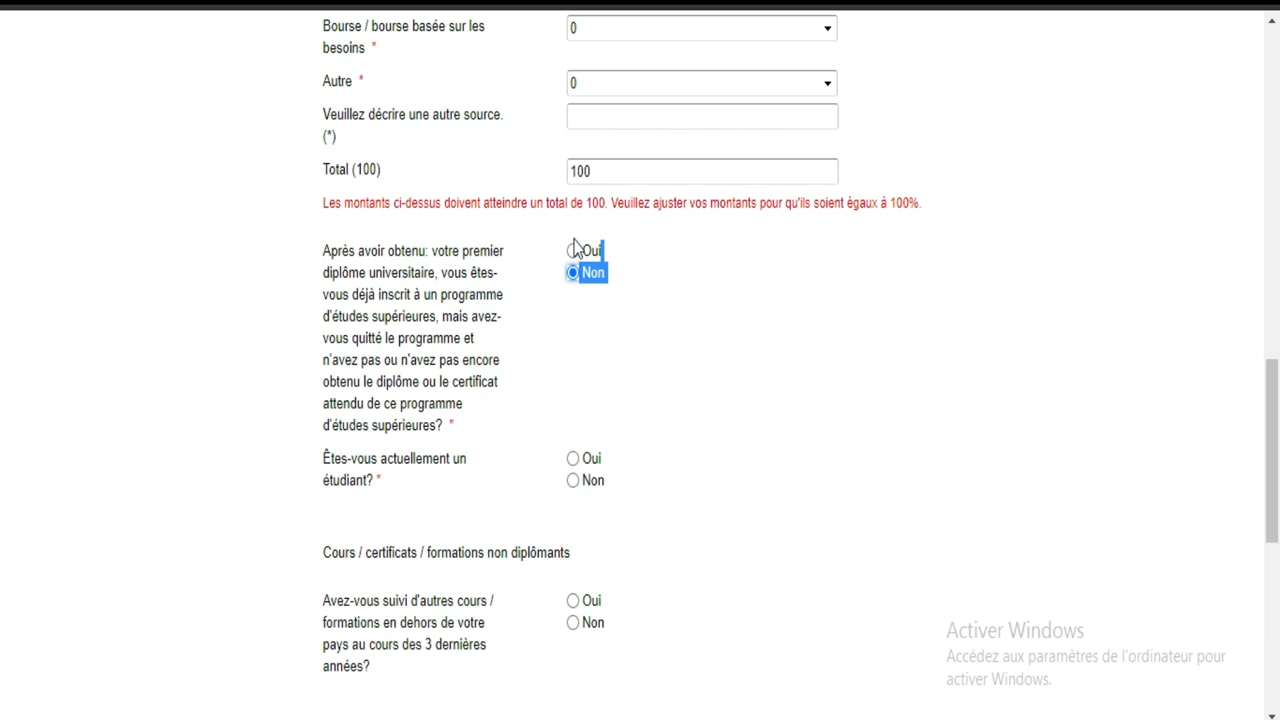 Bourse / bourse basée sur les
besoins *
0
Autre *
0
Veuillez décrire une autre source.
(*)
Total (100)
100
Les montants ci-dessus doivent atteindre un total de 100. Veuillez ajuster vos montants pour qu'ils soient égaux à 100%.
Après avoir obtenu: votre premier
diplôme universitaire, vous êtes-
vous déjà inscrit à un programme
d'études supérieures, mais avez-
vous quitté le programme et
n'avez pas ou n'avez pas encore
obtenu le diplôme ou le certificat
attendu de ce programme
d'études supérieures? *
Oui
Non
Êtes-vous actuellement un
étudiant? *
Oui
Non
Cours / certificats / formations non diplômants
Avez-vous suivi d'autres cours /
formations en dehors de votre
pays au cours des 3 dernières
années?
Oui
Non
Activer Windows
Accédez aux paramètres de l'ordinateur pour
activer Windows.